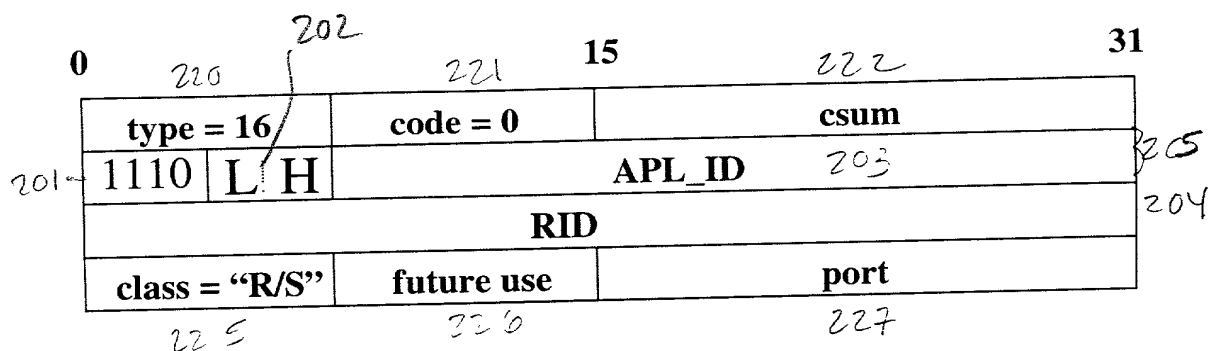 202
0 15 31
220 221 222
type = 16 code = 0 csum
201 1110 L H APL_ID 203 205
RID 204
class = “R/S” future use port
225 226 227